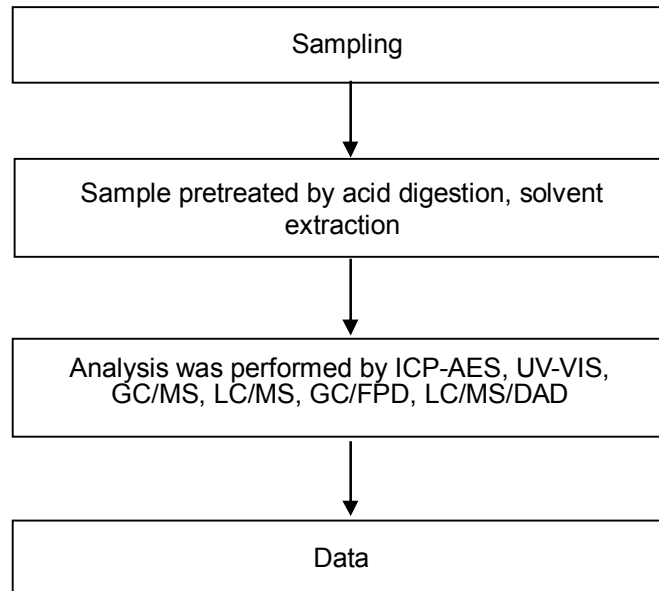 Sampling
Sample pretreated by acid digestion, solvent
extraction
Analysis was performed by ICP-AES, UV-VIS,
GC/MS, LC/MS, GC/FPD, LC/MS/DAD
Data